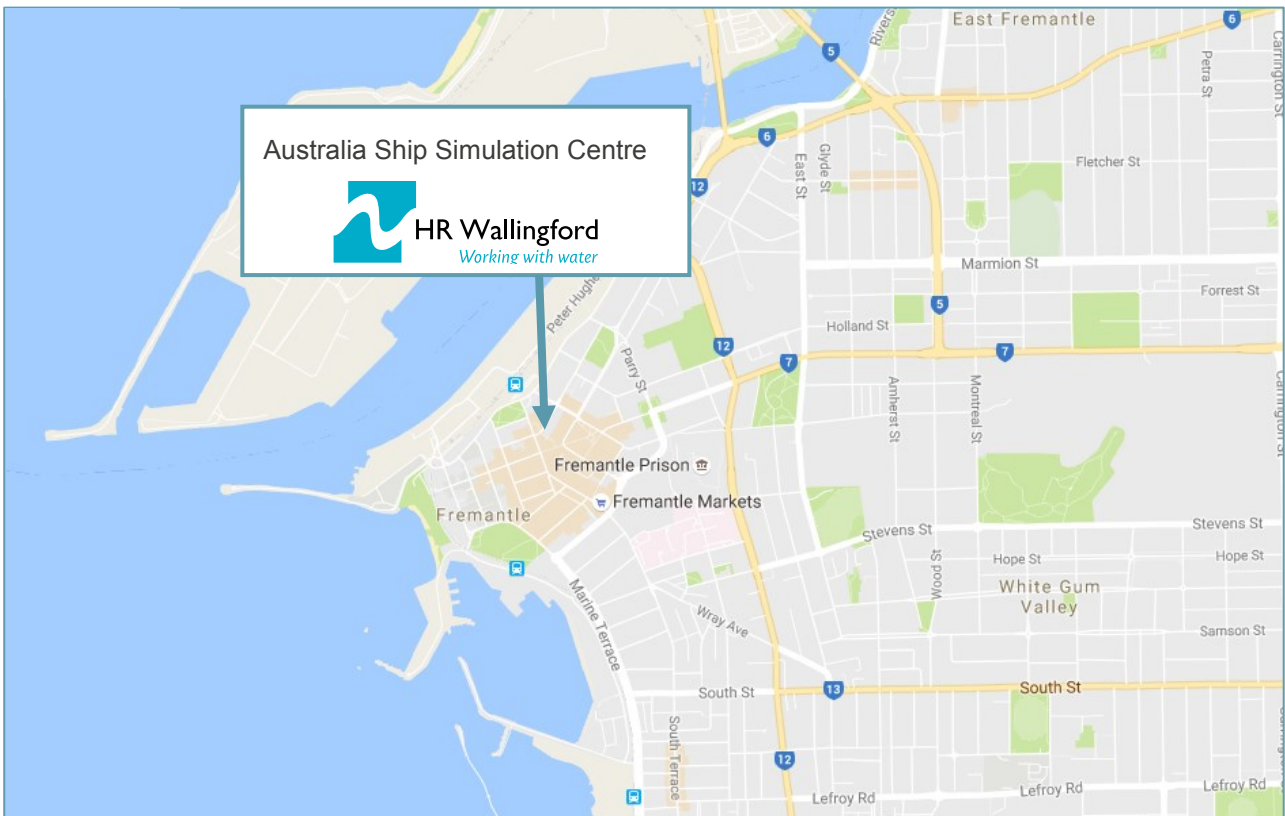 East Fremantle
6
Rivers
5
Carrington St
Petra St
Australia Ship Simulation Centre
HR Wallingford
Working with water
6
Glyde St
East St
Fletcher St
12
Marmion St
Peter Hughe
Forrest St
5
Holland St
12
7
7
Parry St
Amherst St
Montreal St
Carrington St
Fremantle Prison
Fremantle Markets
Fremantle
Stevens St
Stevens St
Hope St
Hope St
Wood St
White Gum
Valley
Marine Terrace
Wray Ave
Samson St
South St
13
South St
South Terrace
12
Lefroy Rd
Lefroy Rd
Lefroy Rd